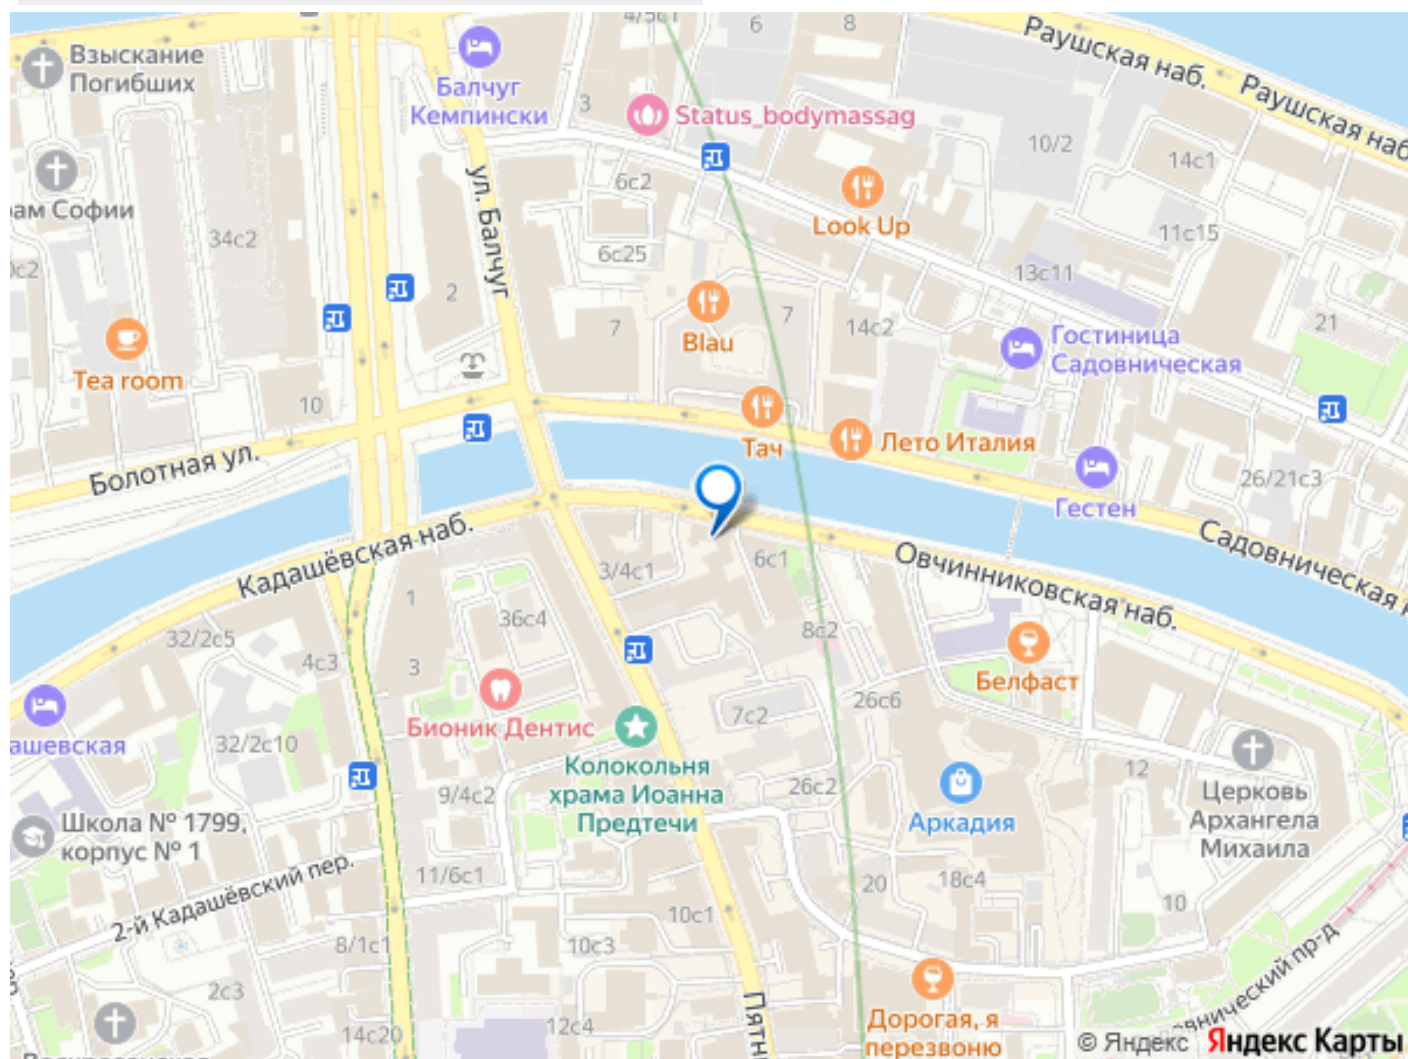 4/5с1
6
8
Раушская наб.
Раушская наб
Взыскание
Погибших
Балчуг
Кемпински
3
Status_bodymassag
10/2
14с1
ам Софии
34с2
ул. Балчуг
6с2
Look Up
11с15
0с2
6с25
13с11
2
7
Blau
7
14с2
21
Гостиница
Садовническая
Tea room
10
Тач
Лето Италия
Болотная ул.
26/21с3
Гестен
Кадашёвская наб.
3/4с1
6с1
Овчинниковская наб.
Садовническая н
1
36с4
32/2с5
4с3
3
8с2
Белфаст
26с6
ашевская
32/2с10
Бионик Дентис
7с2
Колокольня
храма Иоанна
Предтечи
9/4с2
26с2
Аркадия
12
Церковь
Архангела
Михаила
Школа № 1799,
корпус № 1
2-й Кадашёвский пер.
11/6с1
20
18с4
10с1
10
8/1с1
10с3
2с3
Пятн
14с20
12с4
Дорогая, я
перезвоню
овнический пр-д
© Яндекс Яндекс Карты